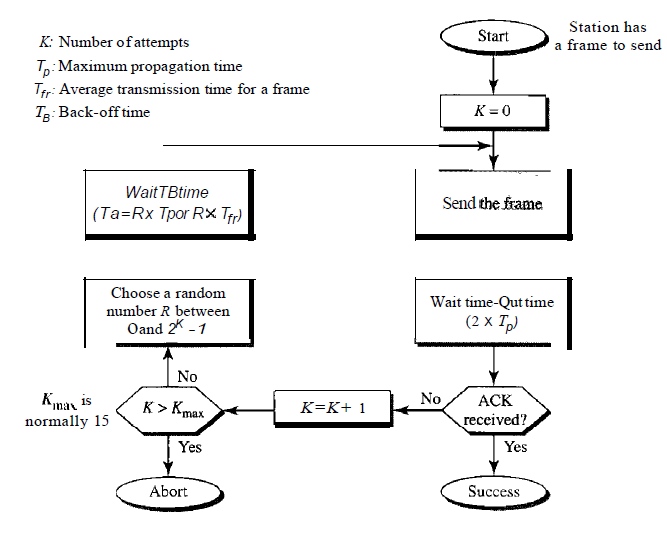 K: Number of attempts
Tp: Maximum propagation time
Tfr: Average transmission time for a frame
TB: Back-off time
Start
Station has
a frame to send
K = 0
WaitTBtime
(Ta=Rx Tpor R× Tfr)
Send the frame
Choose a random
number R between
0and 2^K -1
Wait time-Qut time
(2 × Tp)
No
Kmax is
normally 15
K > Kmax
K=K+ 1
No
ACK
received?
Yes
Yes
Abort
Success